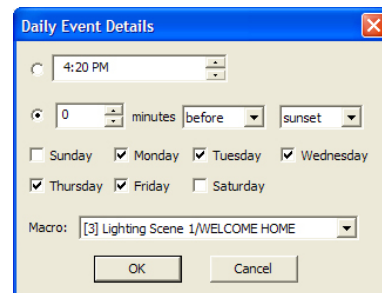 Daily Event Details
4:20 PM
0 minutes before sunset
Sunday Monday Tuesday Wednesday
Thursday Friday Saturday
Macro: [3] Lighting Scene 1/WELCOME HOME
OK Cancel